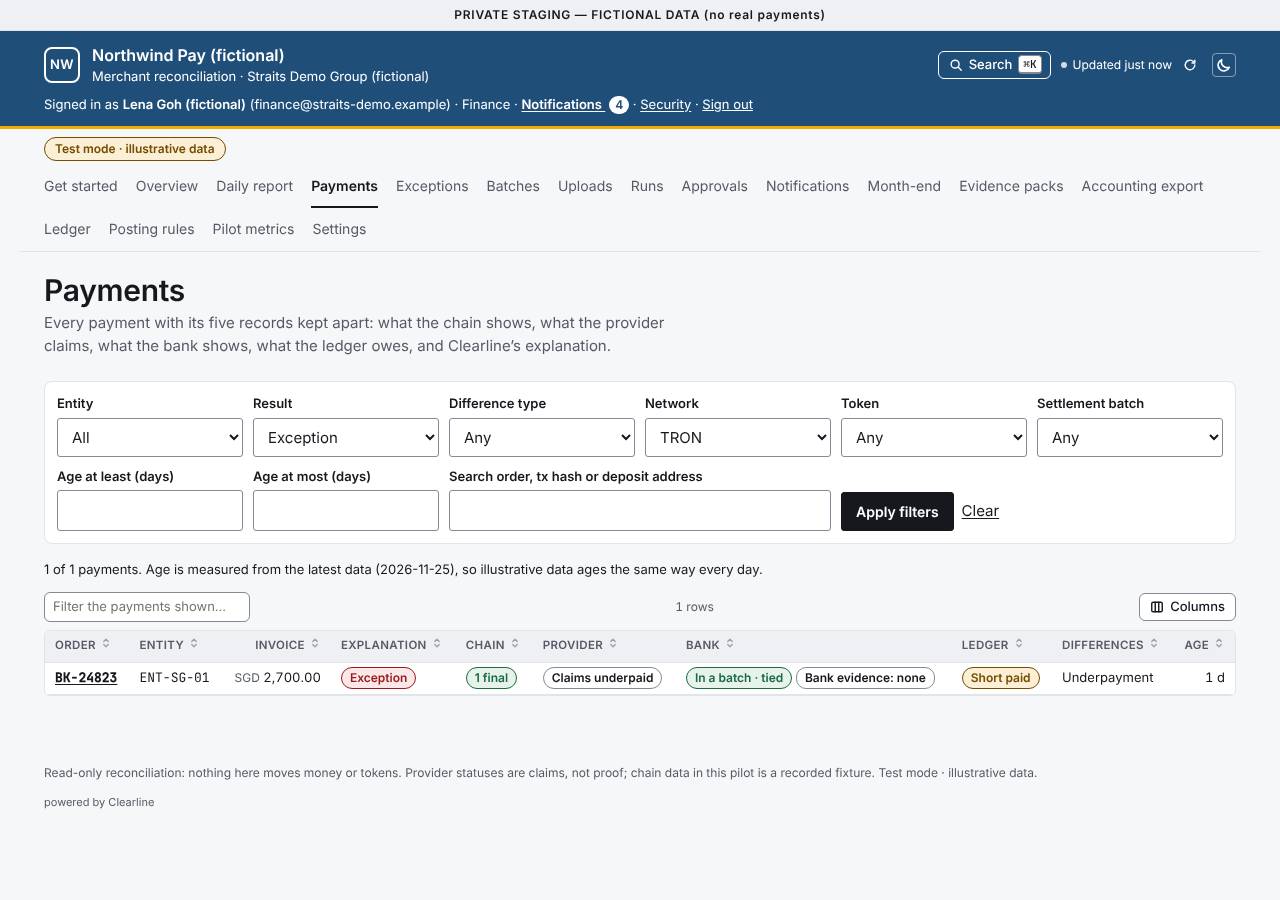 PRIVATE STAGING — FICTIONAL DATA (no real payments)
NW
Northwind Pay (fictional)
Merchant reconciliation · Straits Demo Group (fictional)
Search ⌘K
Updated just now
Signed in as Lena Goh (fictional) (finance@straits-demo.example) · Finance · Notifications 4 · Security · Sign out
Test mode · illustrative data
Get started Overview Daily report Payments Exceptions Batches Uploads Runs Approvals Notifications Month-end Evidence packs Accounting export
Ledger Posting rules Pilot metrics Settings
Payments
Every payment with its five records kept apart: what the chain shows, what the provider
claims, what the bank shows, what the ledger owes, and Clearline’s explanation.
Entity Result Difference type Network Token Settlement batch
All Exception Any TRON Any Any
Age at least (days) Age at most (days) Search order, tx hash or deposit address
Apply filters Clear
1 of 1 payments. Age is measured from the latest data (2026-11-25), so illustrative data ages the same way every day.
Filter the payments shown... 1 rows Columns
ORDER ENTITY INVOICE EXPLANATION CHAIN PROVIDER BANK LEDGER DIFFERENCES AGE
BK-24823 ENT-SG-01 SGD 2,700.00 Exception 1 final Claims underpaid In a batch · tied Bank evidence: none Short paid Underpayment 1 d
Read-only reconciliation: nothing here moves money or tokens. Provider statuses are claims, not proof; chain data in this pilot is a recorded fixture. Test mode · illustrative data.
powered by Clearline